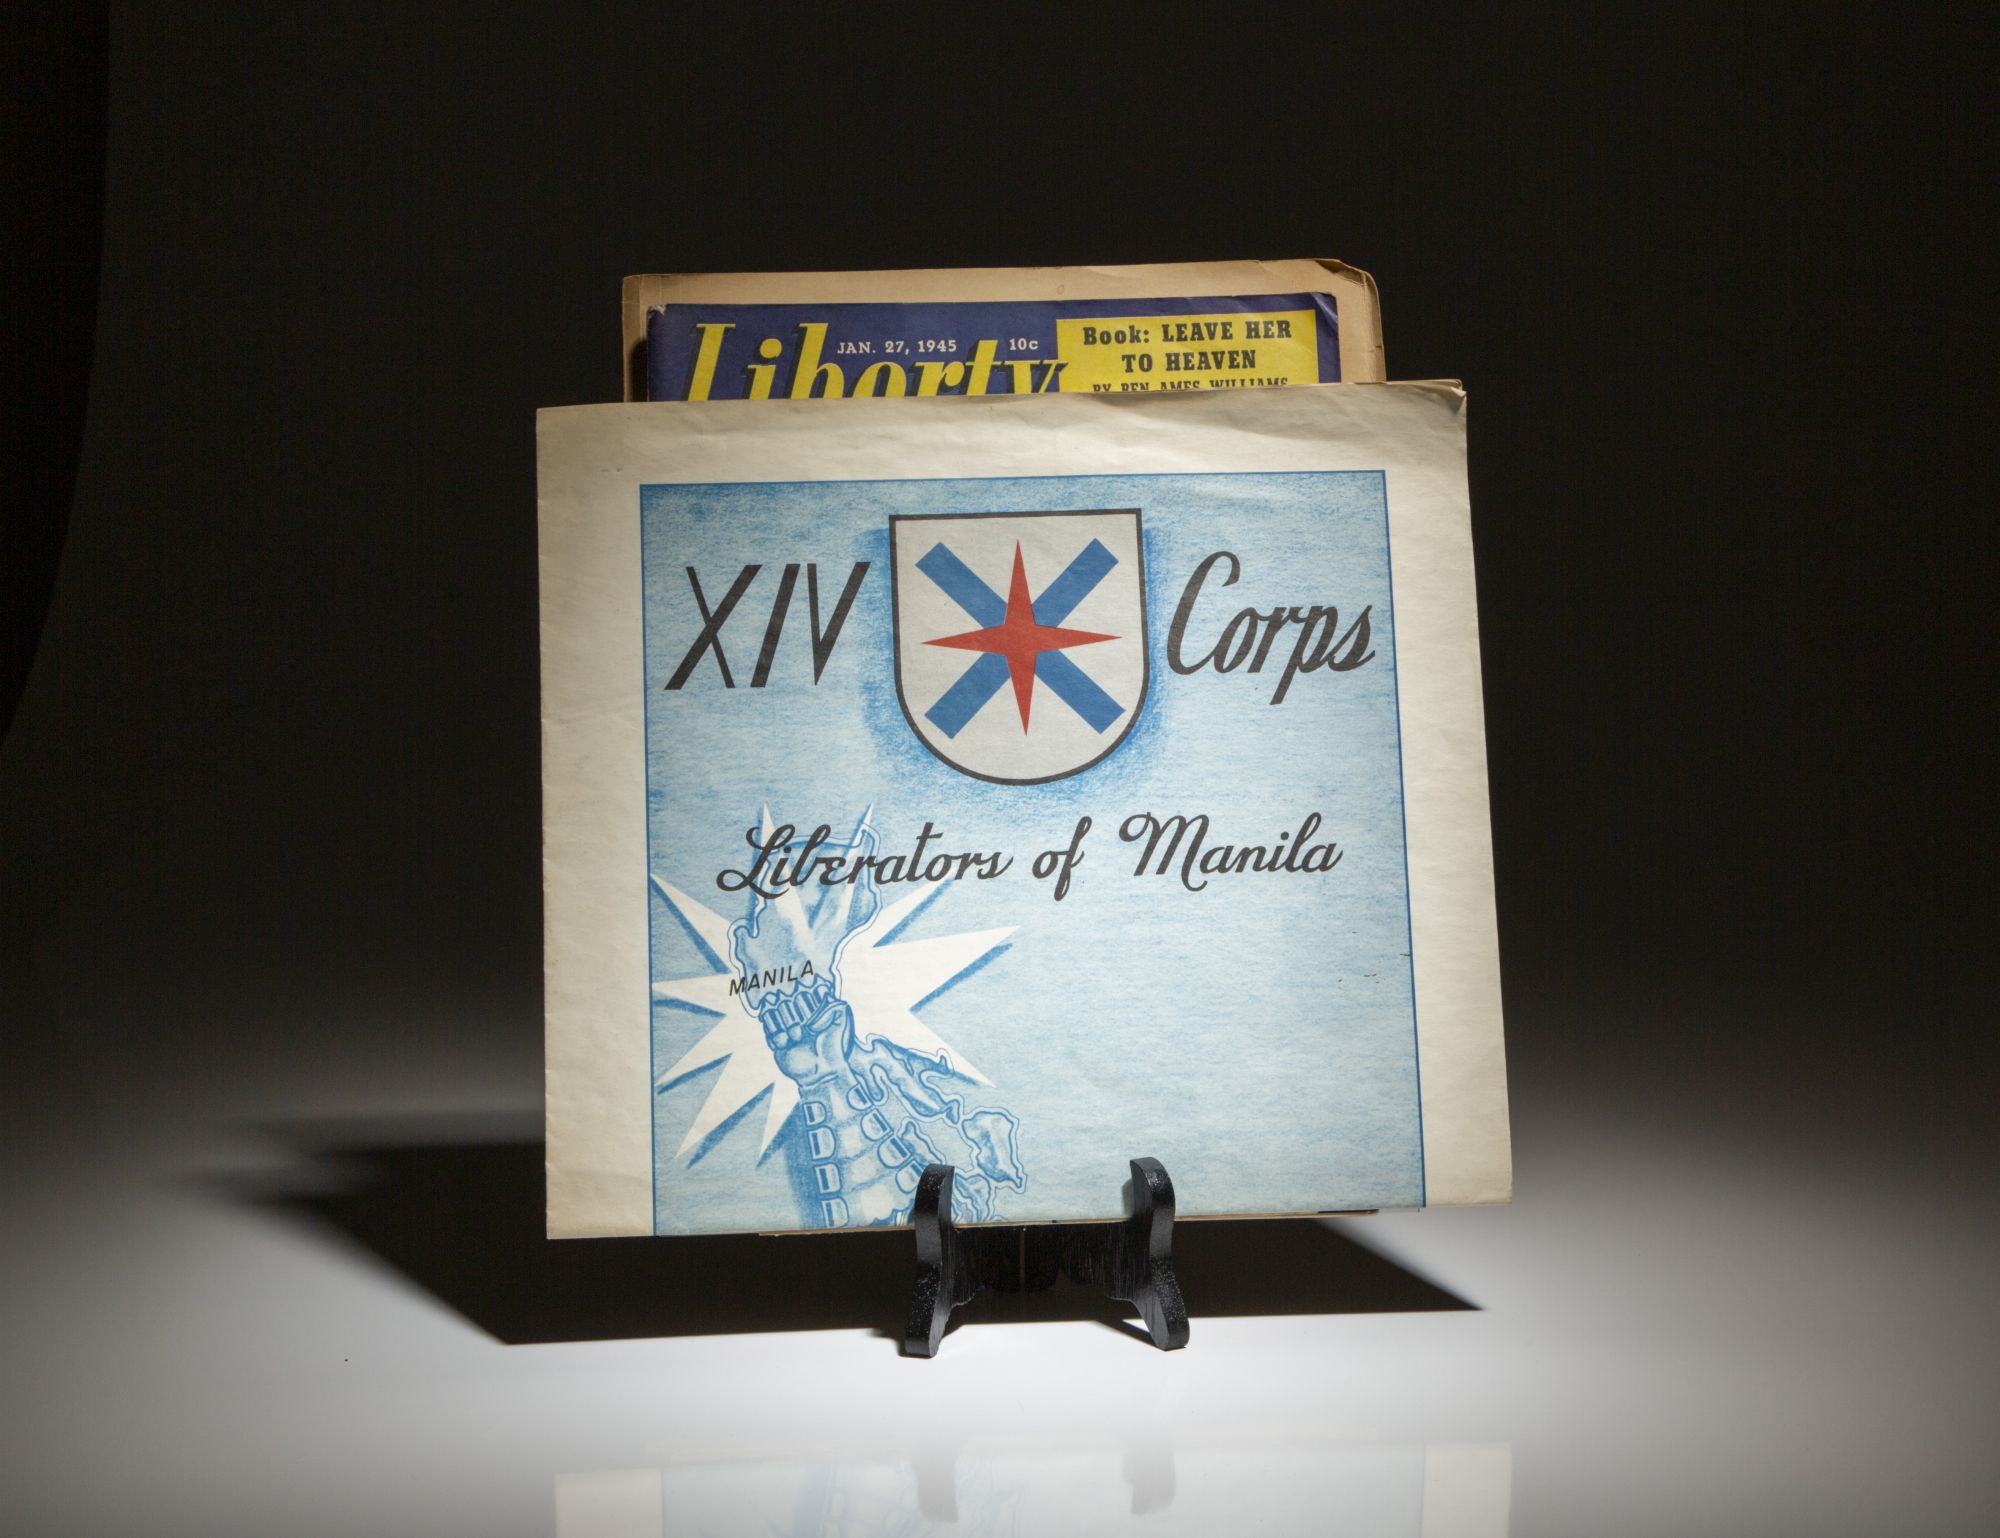 Liberty
JAN. 27, 1945 10c
Book: LEAVE HER
TO HEAVEN
BY BEN AMES WILLIAMS
XIV Corps
Liberators of Manila
MANILA